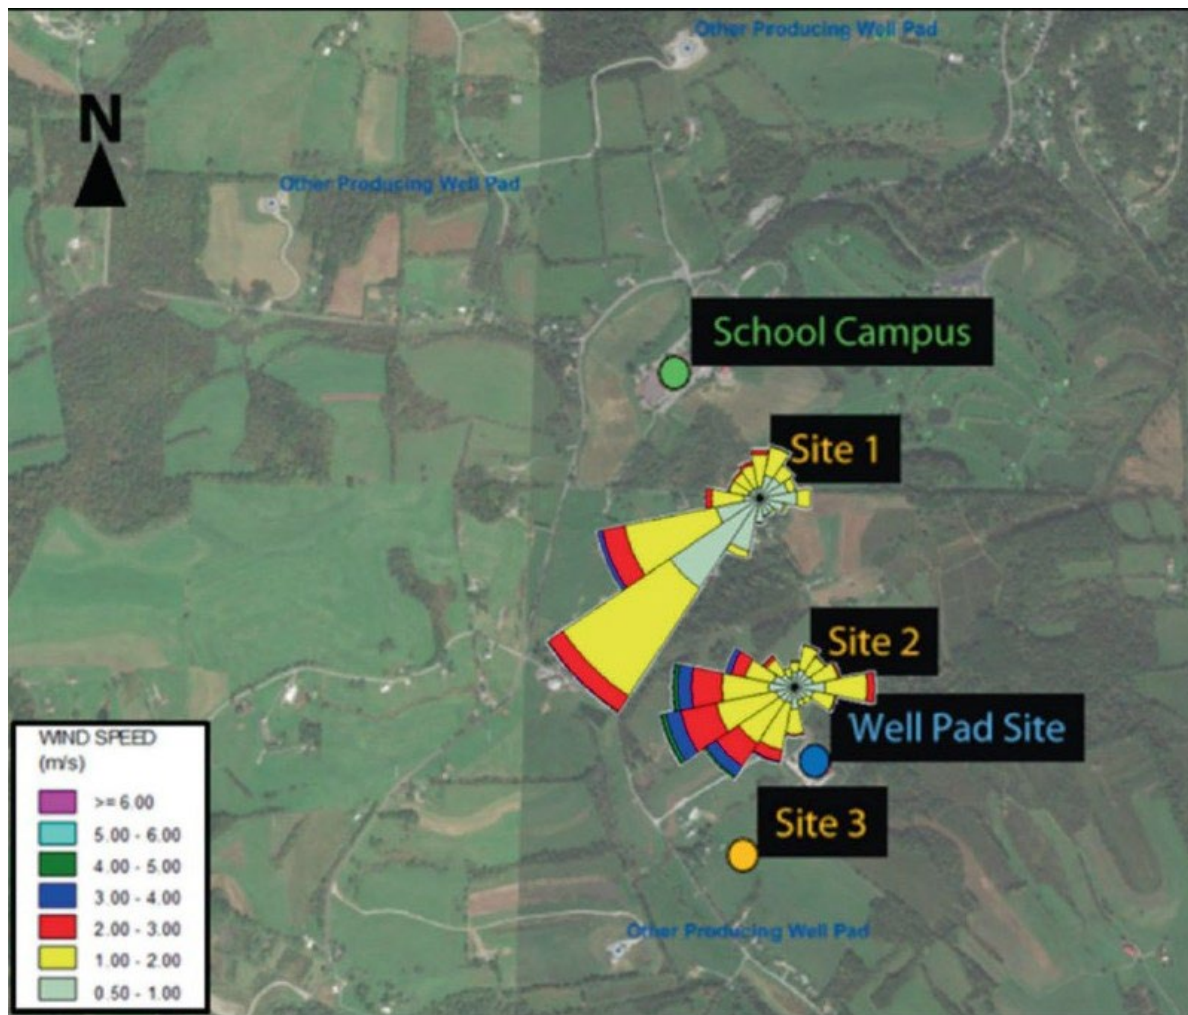 Other Producing Well Pad
N
Other Producing Well Pad
School Campus
Site 1
Site 2
Well Pad Site
Site 3
Other Producing Well Pad
WIND SPEED
(m/s)
>= 6.00
5.00 - 6.00
4.00 - 5.00
3.00 - 4.00
2.00 - 3.00
1.00 - 2.00
0.50 - 1.00